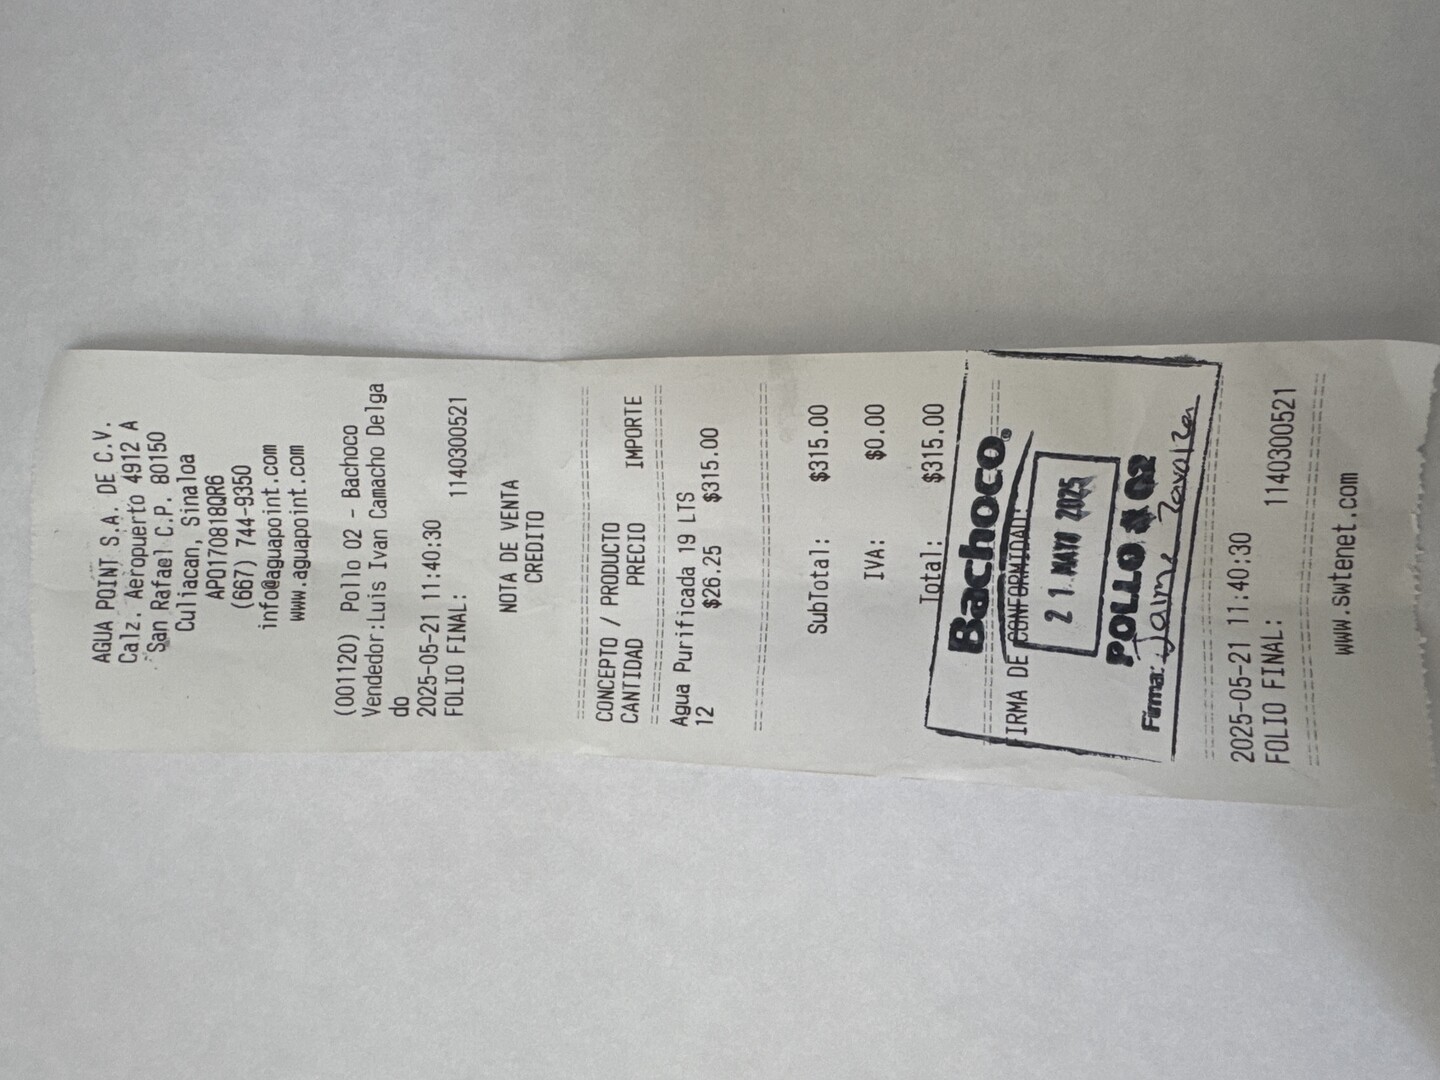 AGUA POINT S.A. DE C.V.
Calz. Aeropuerto 4912 A
San Rafael C.P. 80150
Culiacan, Sinaloa
APO170818QR6
(667) 744-9350
info@aguapoint.com
www.aguapoint.com
(001120) Pollo 02 - Bachoco
Vendedor:Luis Ivan Camacho Delga
do
2025-05-21 11:40:30
FOLIO FINAL: 1140300521
NOTA DE VENTA
CREDITO
CONCEPTO / PRODUCTO
CANTIDAD PRECIO IMPORTE
Agua Purificada 19 LTS
12 $26.25 $315.00
SubTotal: $315.00
IVA: $0.00
Total: $315.00
Bachoco®
FIRMA DE CONFORMIDAD:
21 MAY 2025
POLLO # 02
Firma: Jaime
2025-05-21 11:40:30
FOLIO FINAL: 1140300521
www.swtenet.com